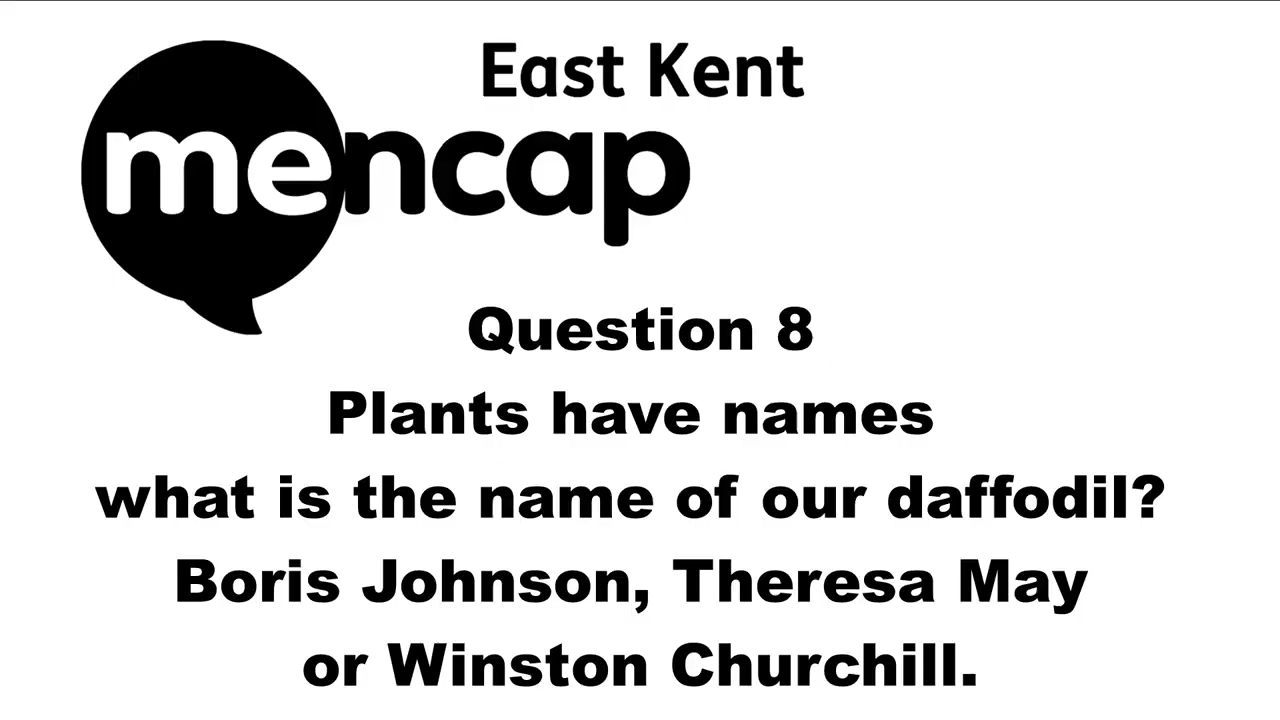 East Kent
mencap
Question 8
Plants have names
what is the name of our daffodil?
Boris Johnson, Theresa May
or Winston Churchill.